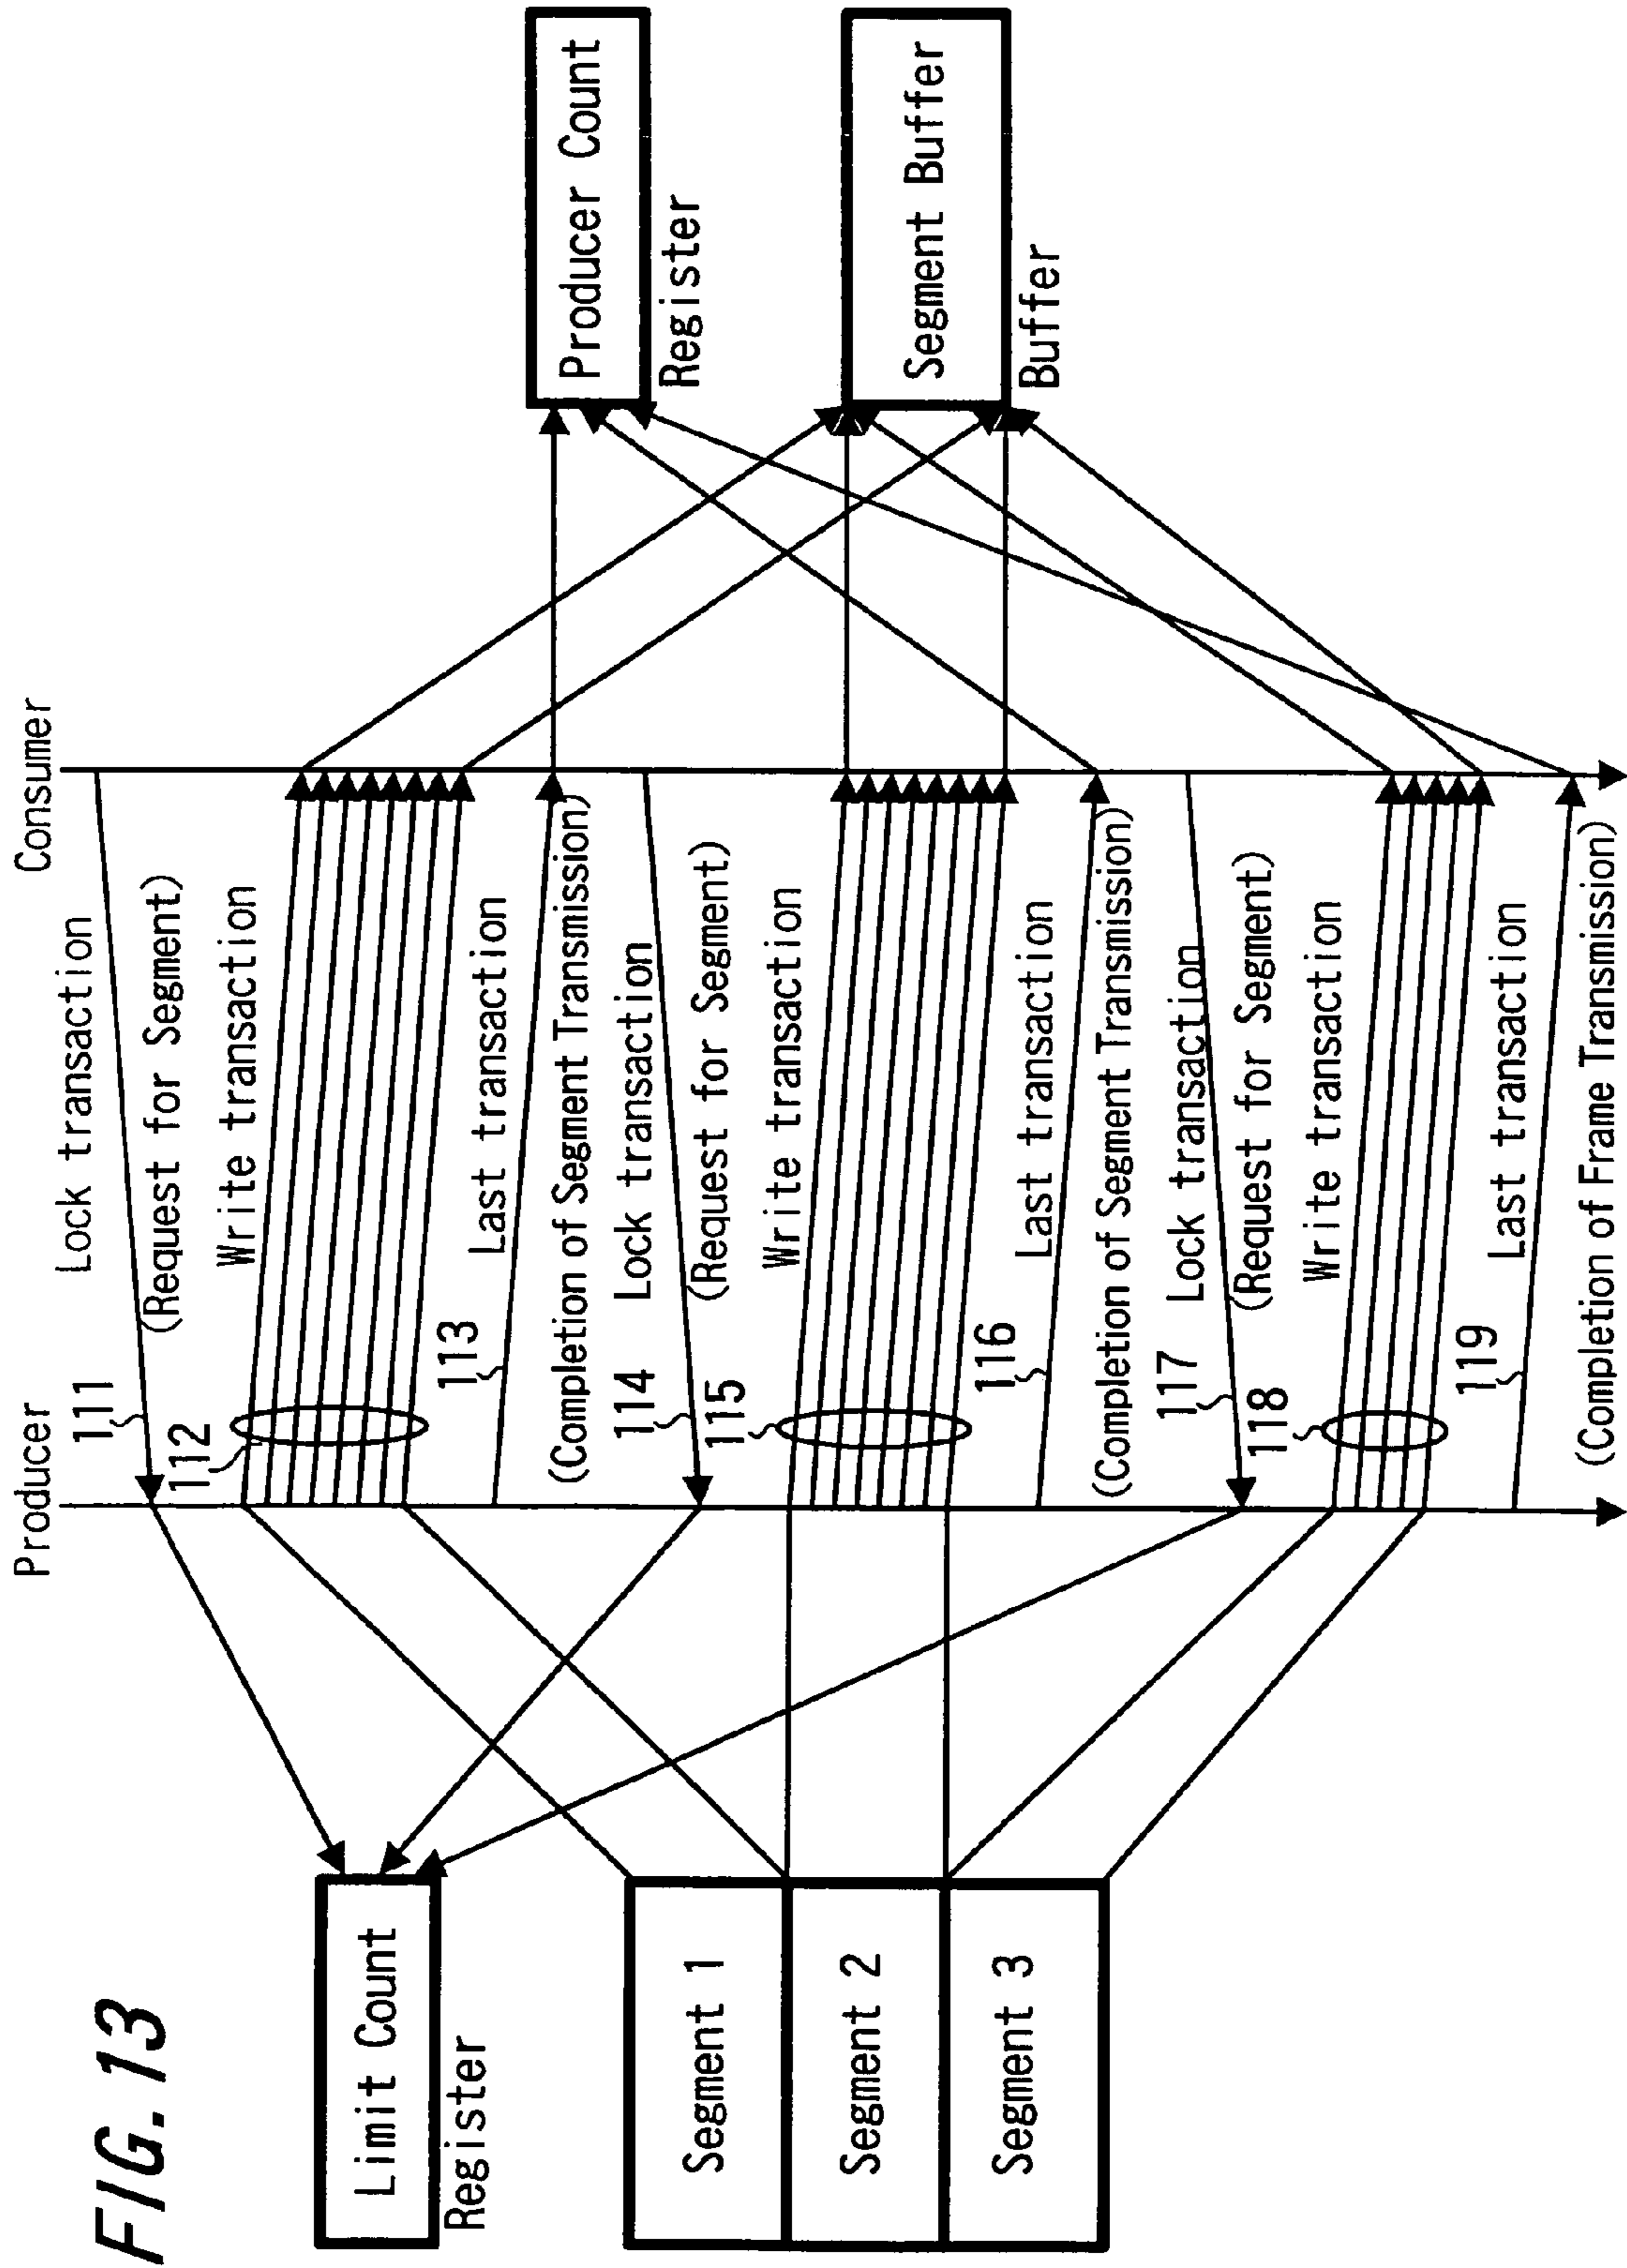 FIG. 13
Producer
Consumer
Limit Count
Register
Segment 1
Segment 2
Segment 3
Producer Count
Register
Segment Buffer
Buffer
111
Lock transaction
(Request for Segment)
112
Write transaction
113
Last transaction
(Completion of Segment Transmission)
114
Lock transaction
(Request for Segment)
115
Write transaction
116
Last transaction
(Completion of Segment Transmission)
117
Lock transaction
(Request for Segment)
118
Write transaction
119
Last transaction
(Completion of Frame Transmission)